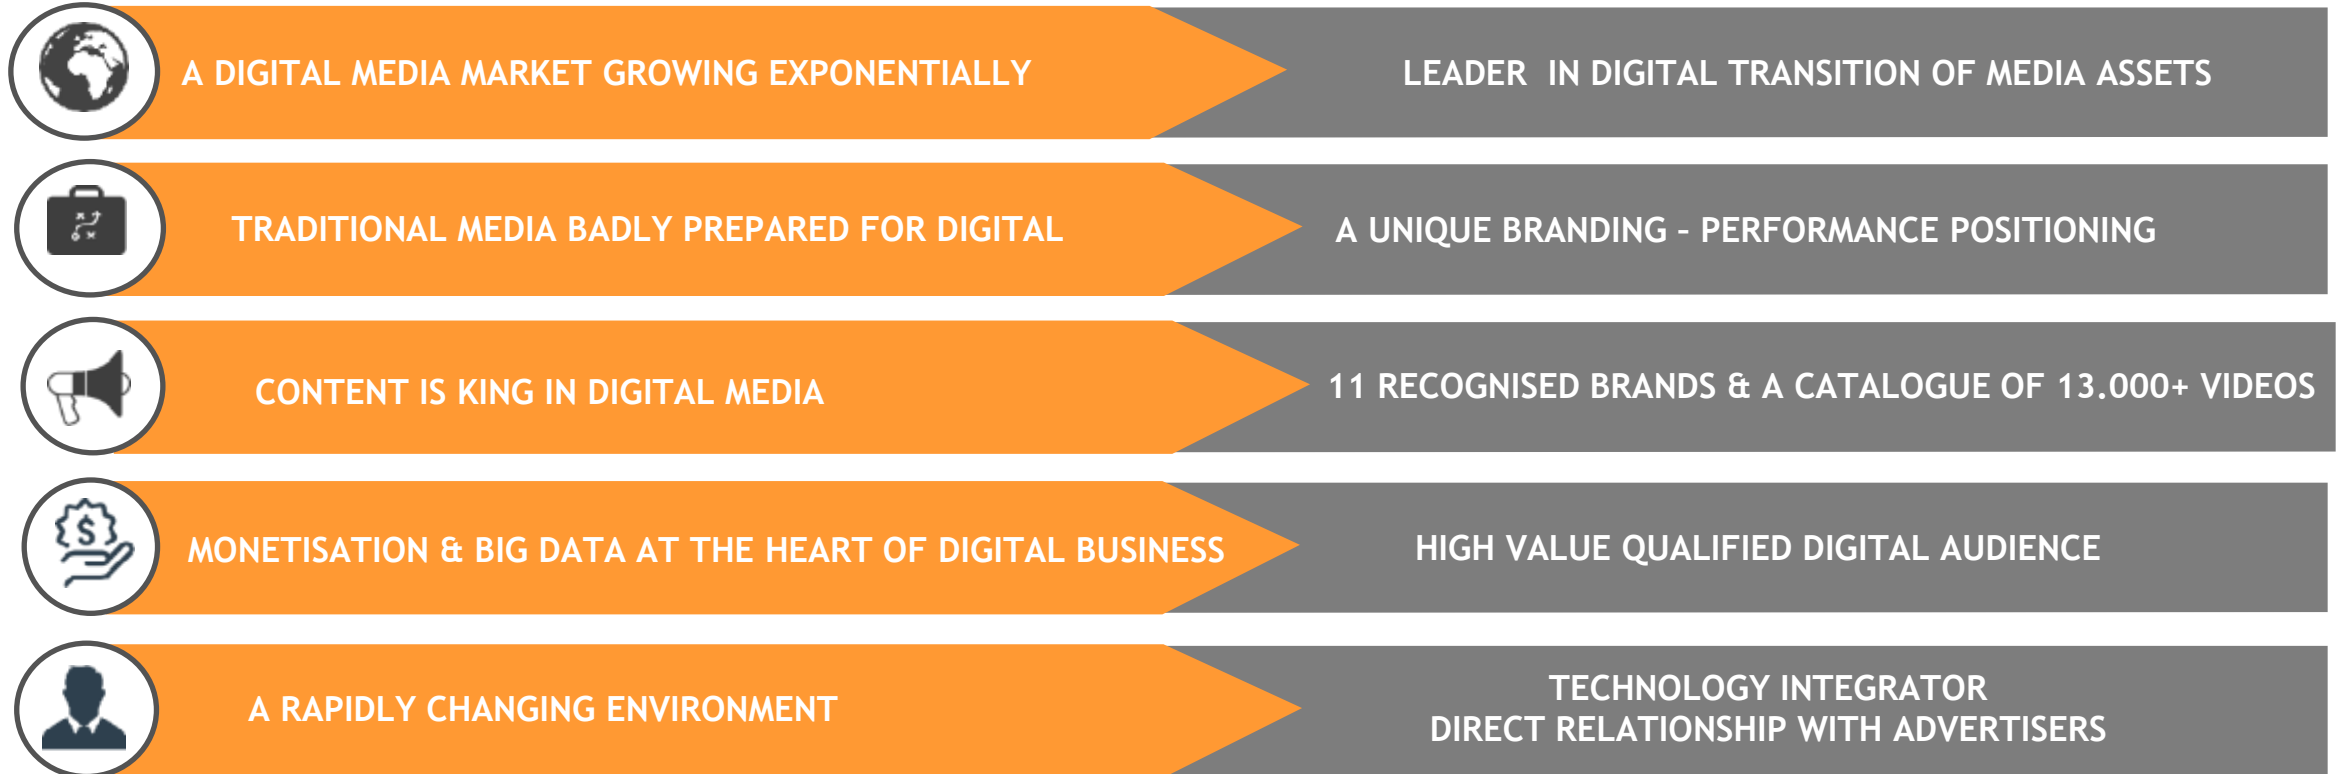 A DIGITAL MEDIA MARKET GROWING EXPONENTIALLY
LEADER IN DIGITAL TRANSITION OF MEDIA ASSETS
TRADITIONAL MEDIA BADLY PREPARED FOR DIGITAL
A UNIQUE BRANDING – PERFORMANCE POSITIONING
CONTENT IS KING IN DIGITAL MEDIA
11 RECOGNISED BRANDS & A CATALOGUE OF 13.000+ VIDEOS
$
MONETISATION & BIG DATA AT THE HEART OF DIGITAL BUSINESS
HIGH VALUE QUALIFIED DIGITAL AUDIENCE
A RAPIDLY CHANGING ENVIRONMENT
TECHNOLOGY INTEGRATOR
DIRECT RELATIONSHIP WITH ADVERTISERS